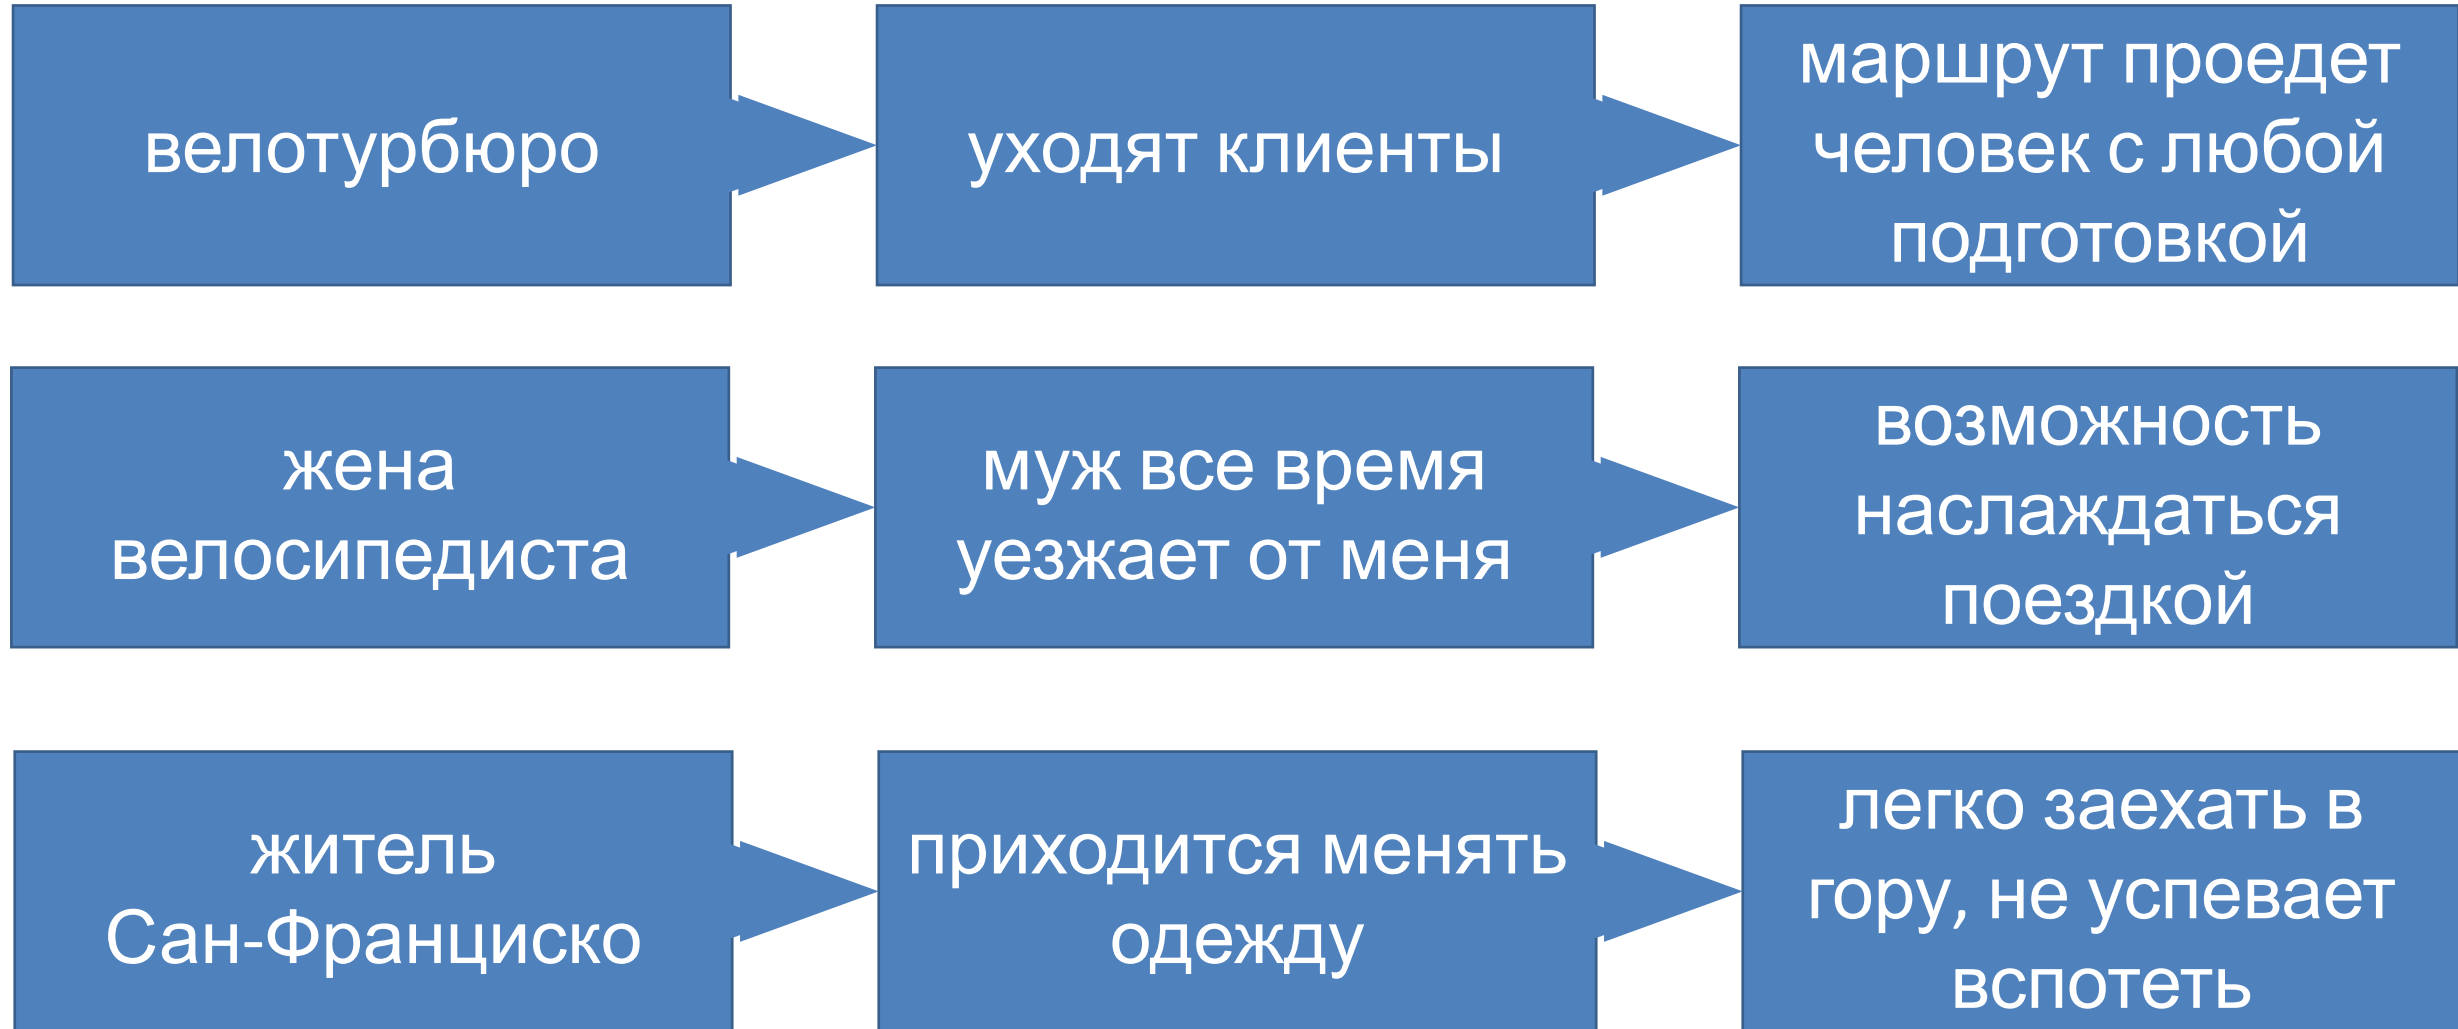 велотурбюро
уходят клиенты
маршрут проедет
человек с любой
подготовкой
жена
велосипедиста
муж все время
уезжает от меня
возможность
наслаждаться
поездкой
житель
Сан-Франциско
приходится менять
одежду
легко заехать в
гору, не успевает
вспотеть